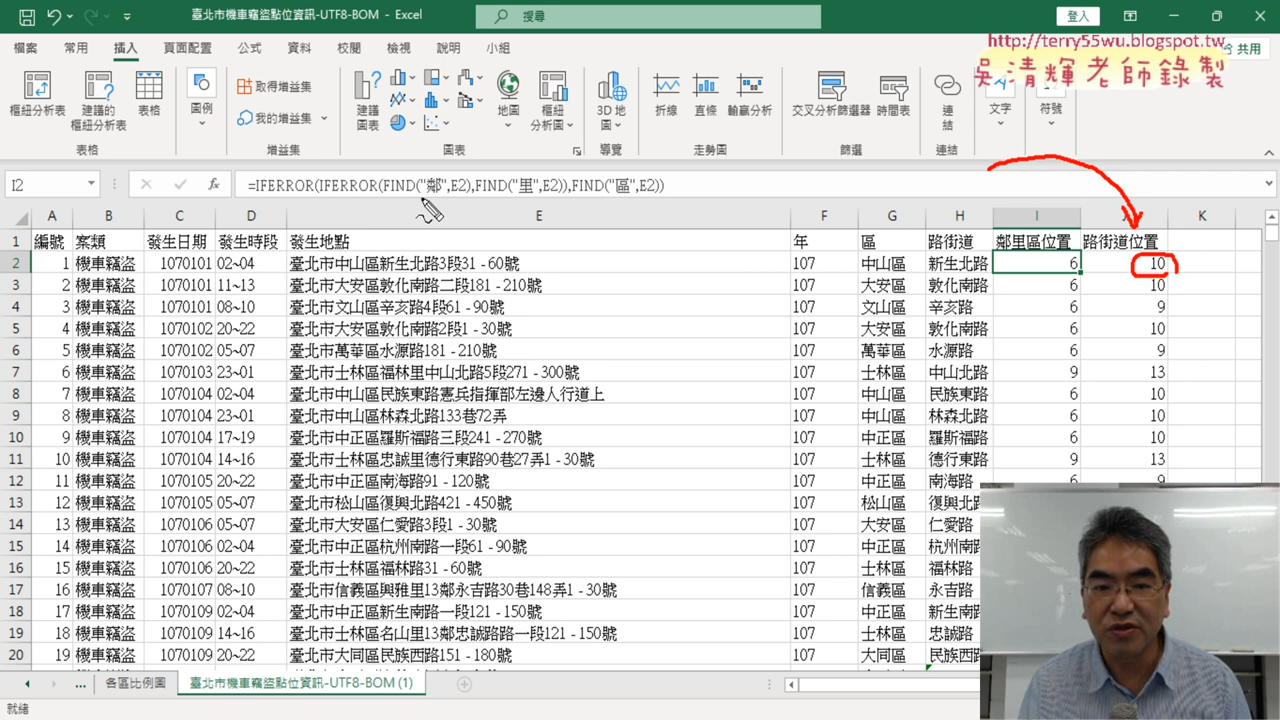 臺北市機車竊盜點位資訊-UTF8-BOM - Excel
搜尋
登入
檔案 常用 插入 頁面配置 公式 資料 校閱 檢視 說明 小組
共用
http://terry55wu.blogspot.tw
吳清輝老師錄製
樞紐分析表 建議的樞紐分析表 表格 圖例 取得增益集 我的增益集 建議圖表 地圖 樞紐分析圖 3D 地圖 折線 直條 輸贏分析 交叉分析篩選器 時間表 連結 文字 符號
表格 增益集 圖表 導覽 走勢圖 篩選 連結
I2 fx =IFERROR(IFERROR(FIND("鄰",E2),FIND("里",E2)),FIND("區",E2))
A B C D E F G H I K
1 編號 案類 發生日期 發生時段 發生地點 年 區 路街道 鄰里區位置 路街道位置
2 1 機車竊盜 1070101 02~04 臺北市中山區新生北路3段31 - 60號 107 中山區 新生北路 6 10
3 2 機車竊盜 1070101 11~13 臺北市大安區敦化南路二段181 - 210號 107 大安區 敦化南路 6 10
4 3 機車竊盜 1070101 08~10 臺北市文山區辛亥路4段61 - 90號 107 文山區 辛亥路 6 9
5 4 機車竊盜 1070102 20~22 臺北市大安區敦化南路2段1 - 30號 107 大安區 敦化南路 6 10
6 5 機車竊盜 1070102 05~07 臺北市萬華區水源路181 - 210號 107 萬華區 水源路 6 9
7 6 機車竊盜 1070103 23~01 臺北市士林區福林里中山北路5段271 - 300號 107 士林區 中山北路 9 13
8 7 機車竊盜 1070104 02~04 臺北市中山區民族東路憲兵指揮部左邊人行道上 107 中山區 民族東路 6 10
9 8 機車竊盜 1070104 23~01 臺北市中山區林森北路133巷72弄 107 中山區 林森北路 6 10
10 9 機車竊盜 1070104 17~19 臺北市中正區羅斯福路三段241 - 270號 107 中正區 羅斯福路 6 10
11 10 機車竊盜 1070104 14~16 臺北市士林區忠誠里德行東路90巷27弄1 - 30號 107 士林區 德行東路 9 13
12 11 機車竊盜 1070105 20~22 臺北市中正區南海路91 - 120號 107 中正區 南海路 6 9
13 12 機車竊盜 1070105 05~07 臺北市松山區復興北路421 - 450號 107 松山區 復興北
14 13 機車竊盜 1070106 05~07 臺北市大安區仁愛路3段1 - 30號 107 大安區 仁愛路
15 14 機車竊盜 1070106 02~04 臺北市中正區杭州南路一段61 - 90號 107 中正區 杭州南
16 15 機車竊盜 1070106 20~22 臺北市士林區福林路31 - 60號 107 士林區 福林路
17 16 機車竊盜 1070107 08~10 臺北市信義區興雅里13鄰永吉路30巷148弄1 - 30號 107 信義區 永吉路
18 17 機車竊盜 1070109 02~04 臺北市中正區新生南路一段121 - 150號 107 中正區 新生南
19 18 機車竊盜 1070109 14~16 臺北市士林區名山里13鄰忠誠路路一段121 - 150號 107 士林區 忠誠路
20 19 機車竊盜 1070109 20~22 臺北市大同區民族西路151 - 180號 107 大同區 民族西
... 各區比例圖 臺北市機車竊盜點位資訊-UTF8-BOM (1)
就緒